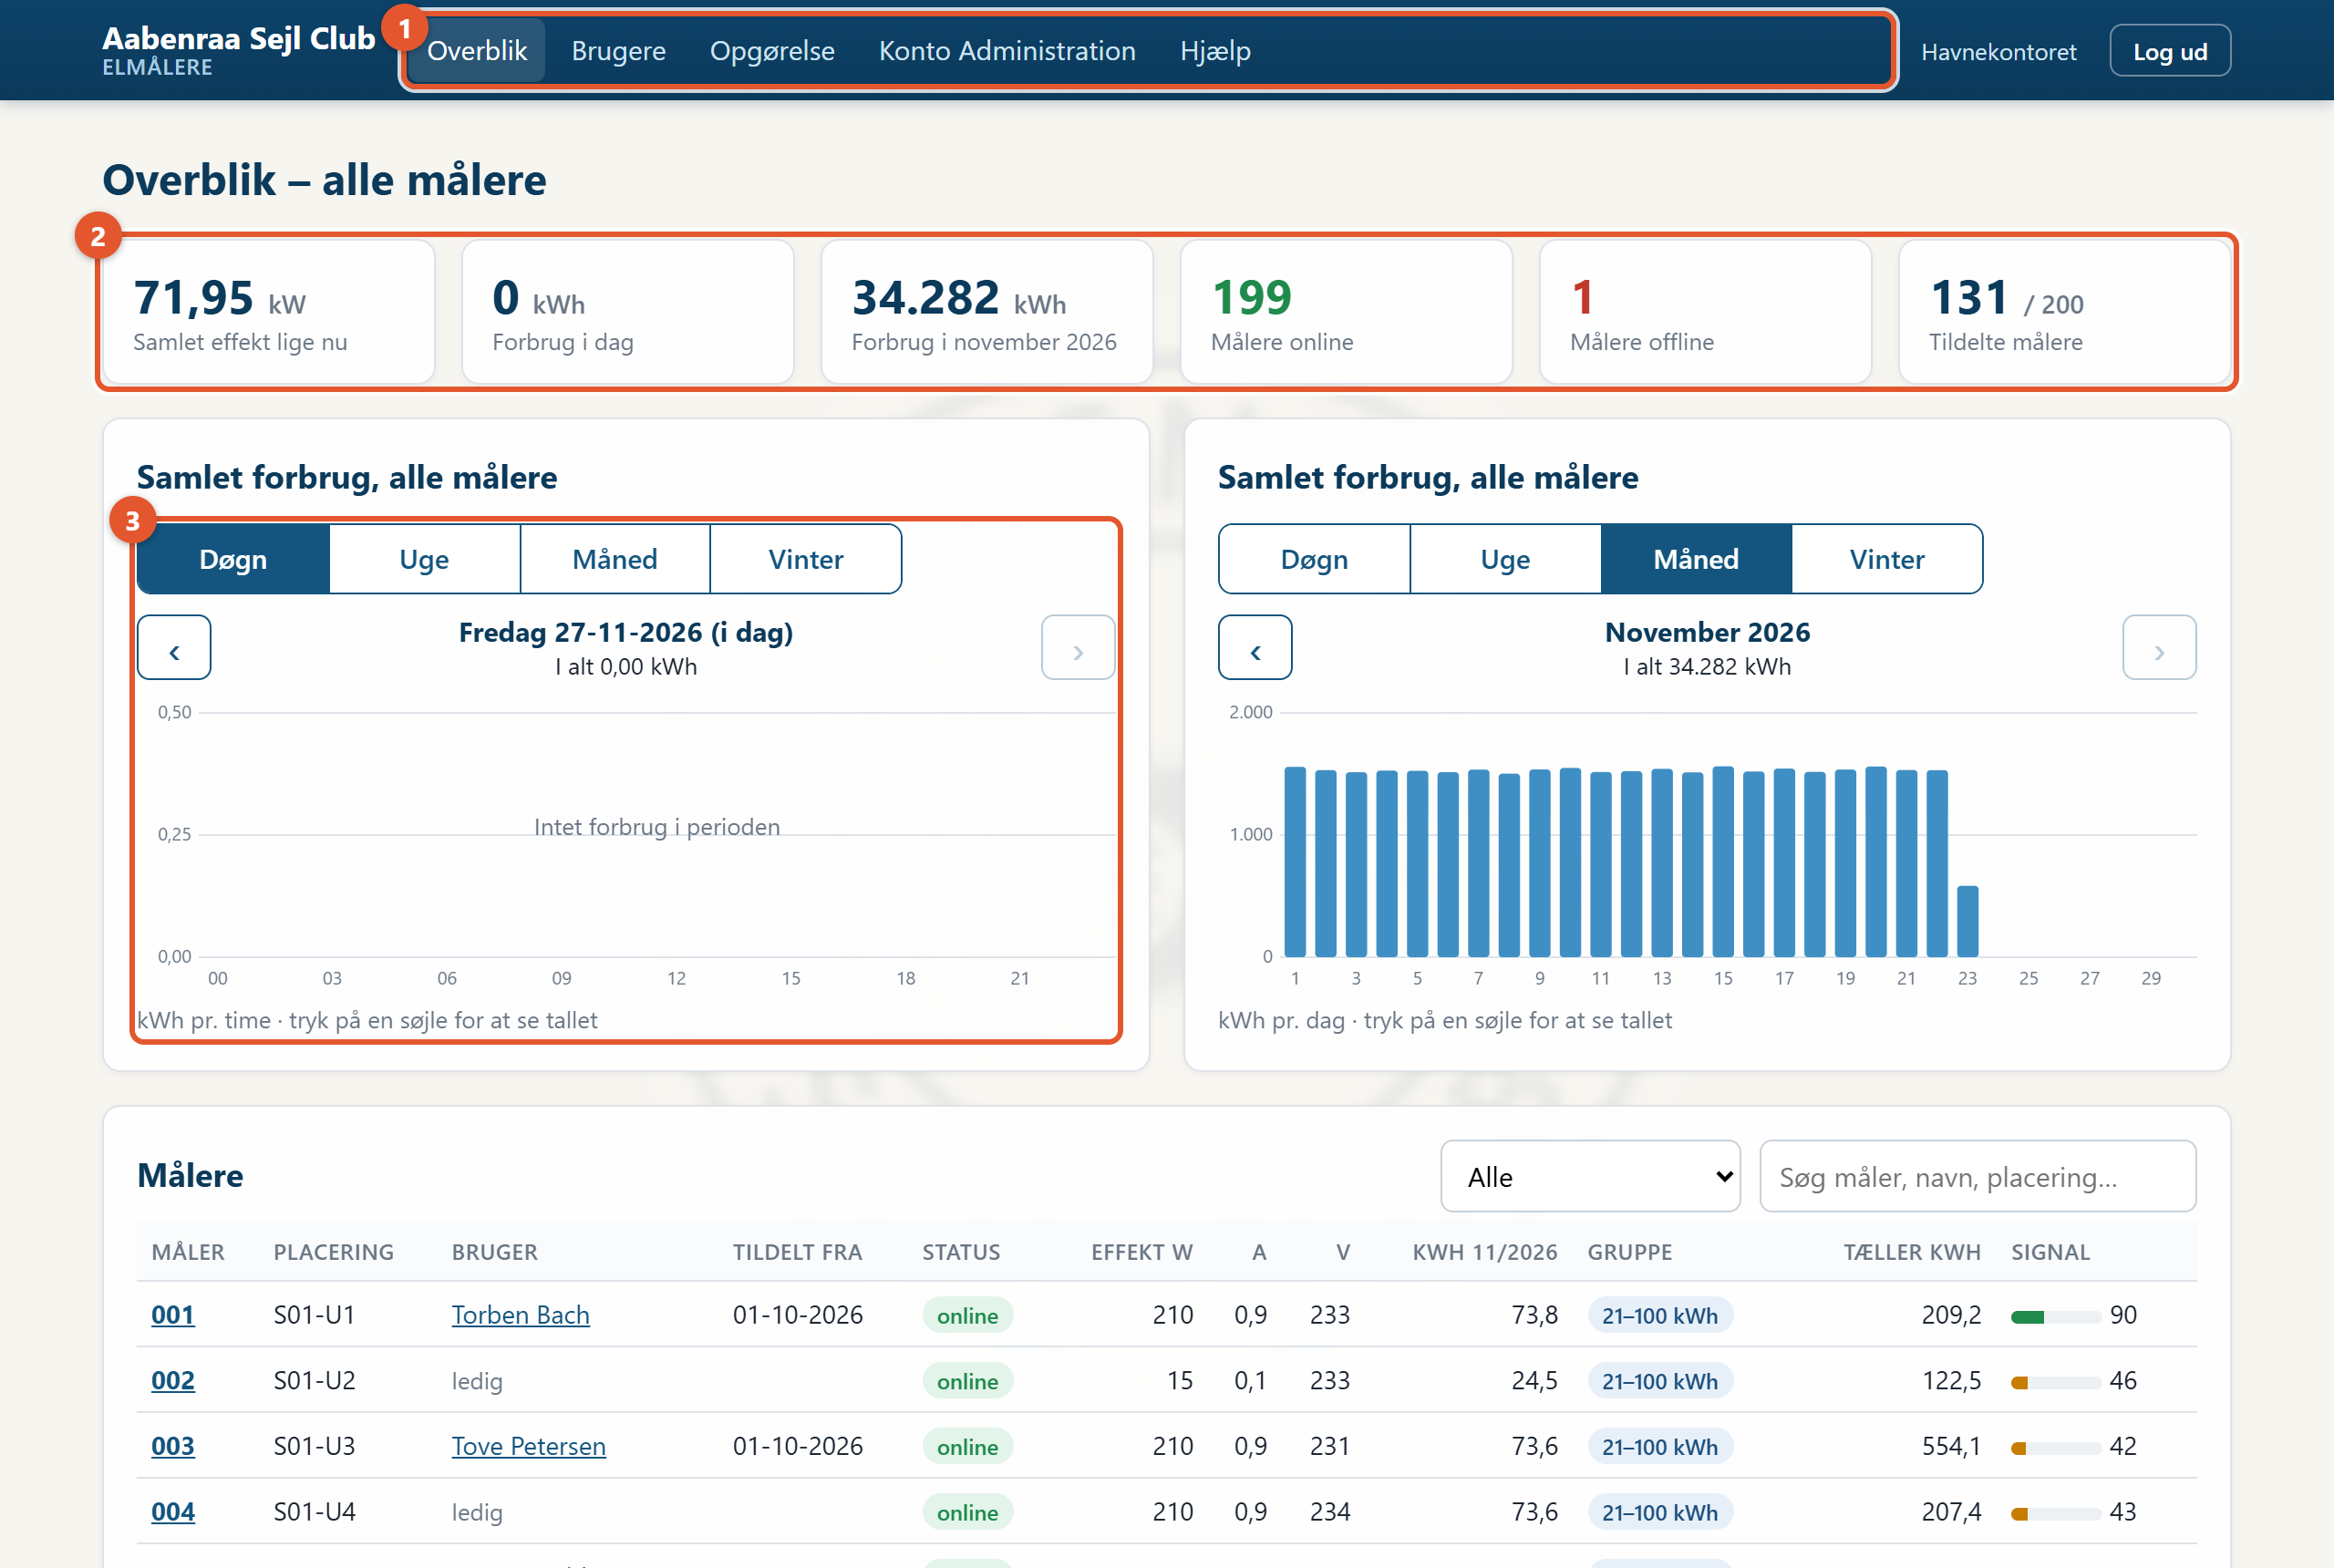 Aabenraa Sejl Club
ELMÅLERE
1
Overblik Brugere Opgørelse Konto Administration Hjælp
Havnekontoret Log ud
Overblik – alle målere
2
71,95 kW
Samlet effekt lige nu
0 kWh
Forbrug i dag
34.282 kWh
Forbrug i november 2026
199
Målere online
1
Målere offline
131 / 200
Tildelte målere
Samlet forbrug, alle målere
3
Døgn Uge Måned Vinter
‹ Fredag 27-11-2026 (i dag) ›
I alt 0,00 kWh
0,50
0,25
Intet forbrug i perioden
0,00
00 03 06 09 12 15 18 21
kWh pr. time · tryk på en søjle for at se tallet
Samlet forbrug, alle målere
Døgn Uge Måned Vinter
‹ November 2026 ›
I alt 34.282 kWh
2.000
1.000
0
1 3 5 7 9 11 13 15 17 19 21 23 25 27 29
kWh pr. dag · tryk på en søjle for at se tallet
Målere
Alle
Søg måler, navn, placering...
MÅLER PLACERING BRUGER TILDELT FRA STATUS EFFEKT W A V KWH 11/2026 GRUPPE TÆLLER KWH SIGNAL
001 S01-U1 Torben Bach 01-10-2026 online 210 0,9 233 73,8 21–100 kWh 209,2 90
002 S01-U2 ledig online 15 0,1 233 24,5 21–100 kWh 122,5 46
003 S01-U3 Tove Petersen 01-10-2026 online 210 0,9 231 73,6 21–100 kWh 554,1 42
004 S01-U4 ledig online 210 0,9 234 73,6 21–100 kWh 207,4 43